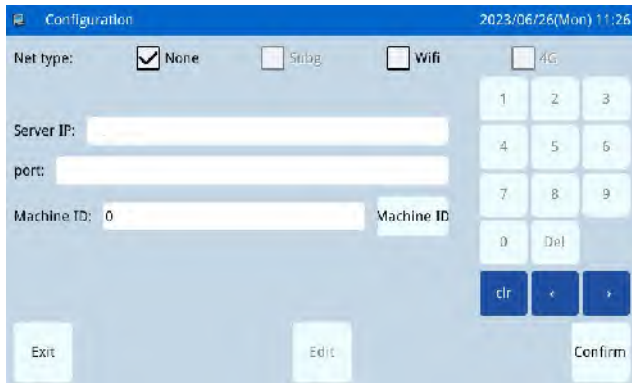 Configuration 2023/06/26(Mon) 11:26
Net type: None Subg Wifi 4G
1 2 3
Server IP:
4 5 6
port:
7 8 9
Machine ID: 0 Machine ID
0 Del
clr ‹ ›
Exit Edit Confirm